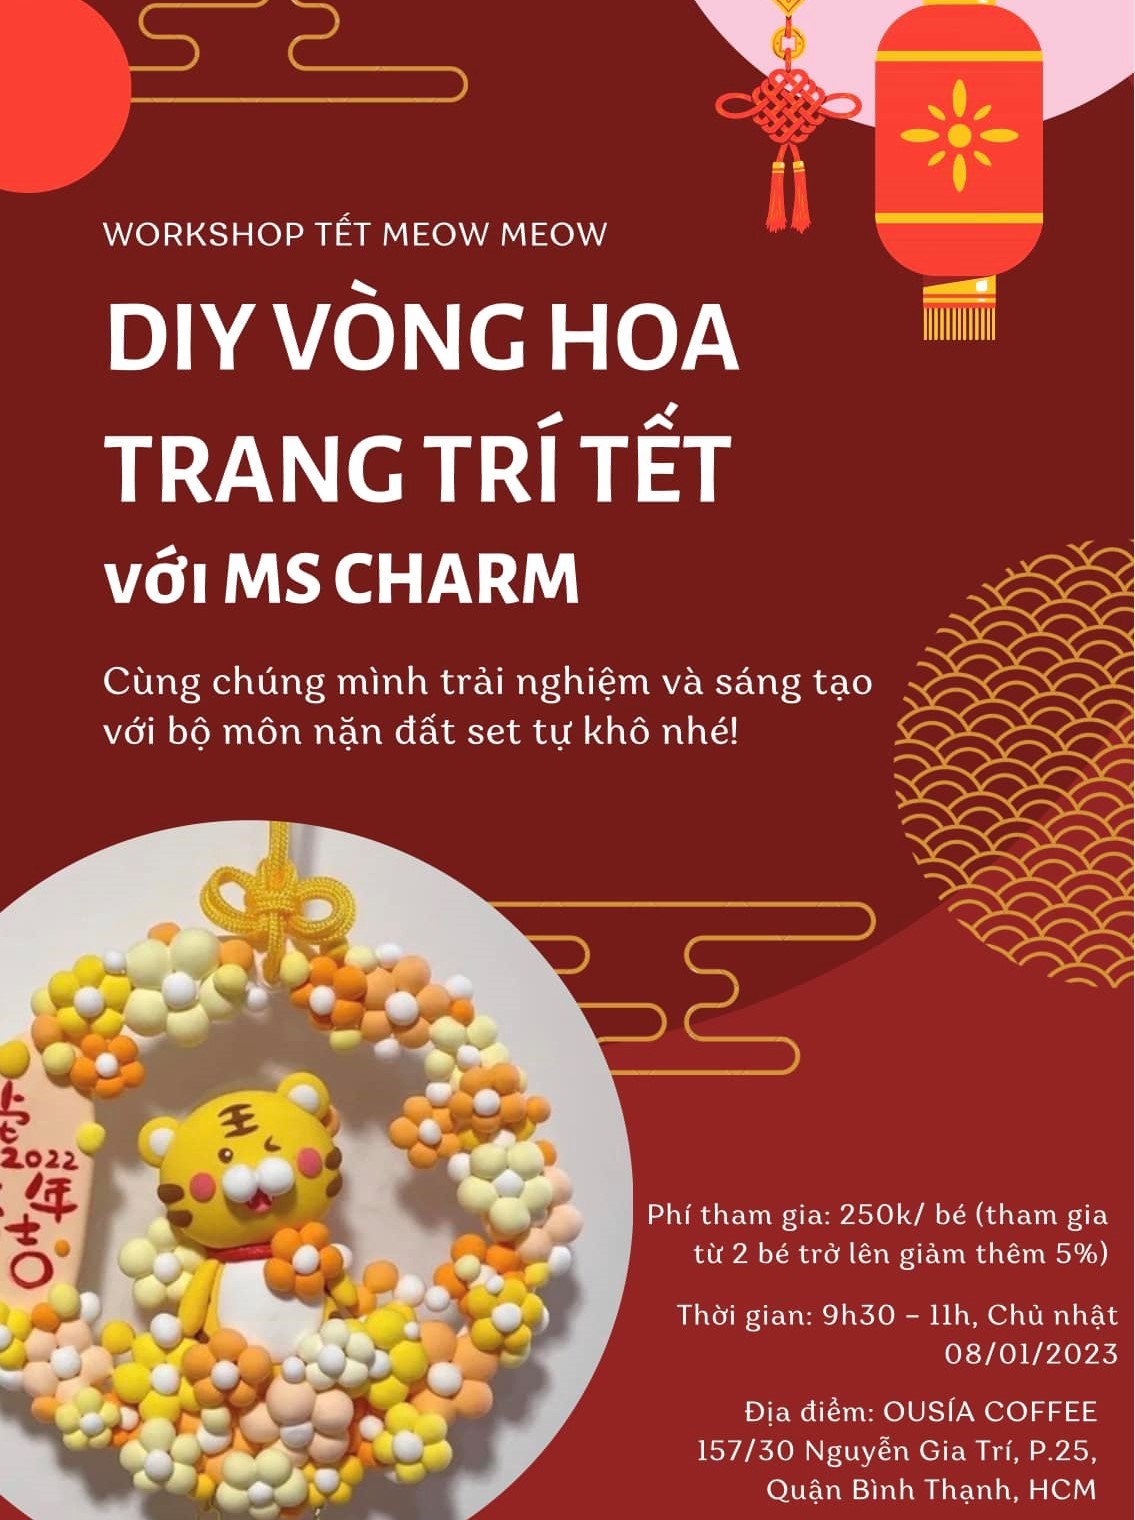 WORKSHOP TẾT MEOW MEOW
DIY VÒNG HOA
TRANG TRÍ TẾT
với MS CHARM
Cùng chúng mình trải nghiệm và sáng tạo
với bộ môn nặn đất set tự khô nhé!
2022
年
吉
王
Phí tham gia: 250k/ bé (tham gia
từ 2 bé trở lên giảm thêm 5%)
Thời gian: 9h30 – 11h, Chủ nhật
08/01/2023
Địa điểm: OUSÍA COFFEE
157/30 Nguyễn Gia Trí, P.25,
Quận Bình Thạnh, HCM